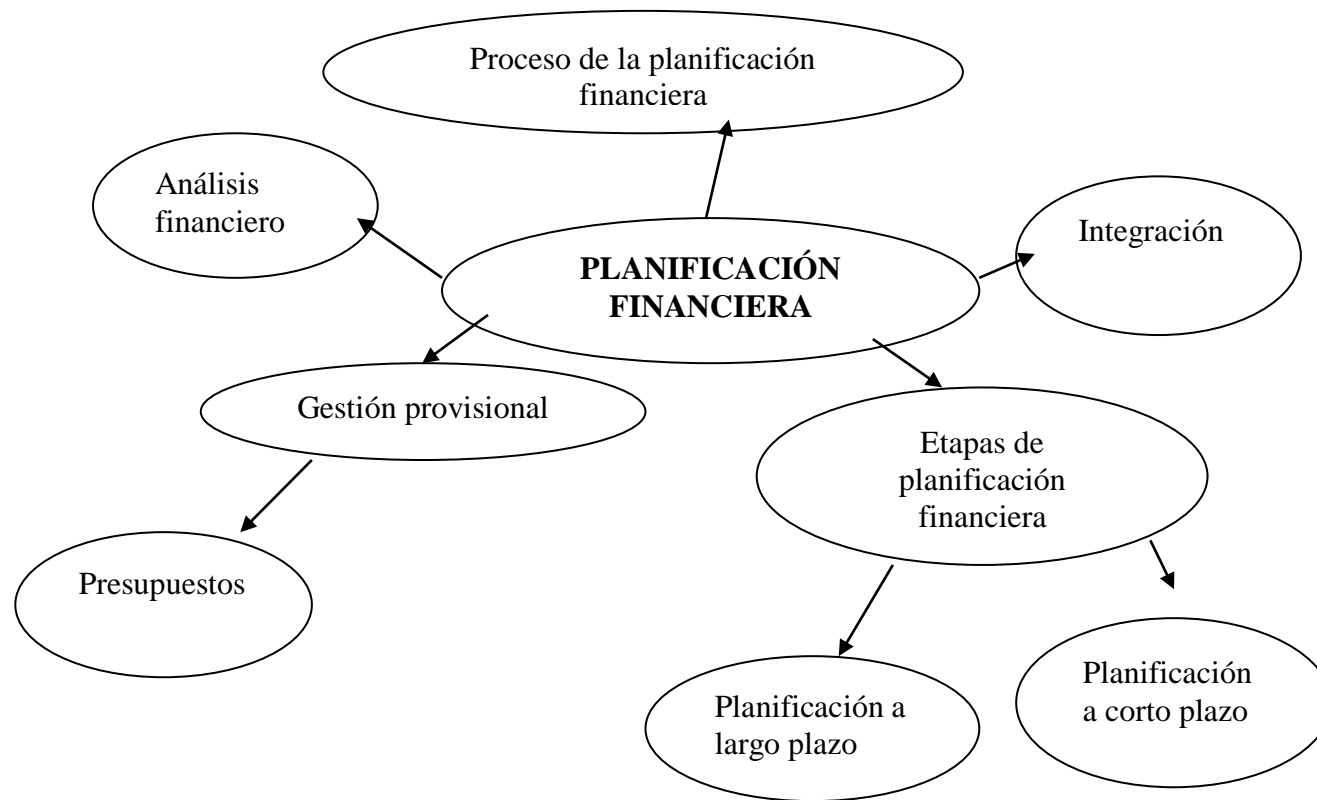 Proceso de la planificación
financiera
Análisis
financiero
Integración
PLANIFICACIÓN
FINANCIERA
Gestión provisional
Etapas de
planificación
financiera
Presupuestos
Planificación a
largo plazo
Planificación
a corto plazo